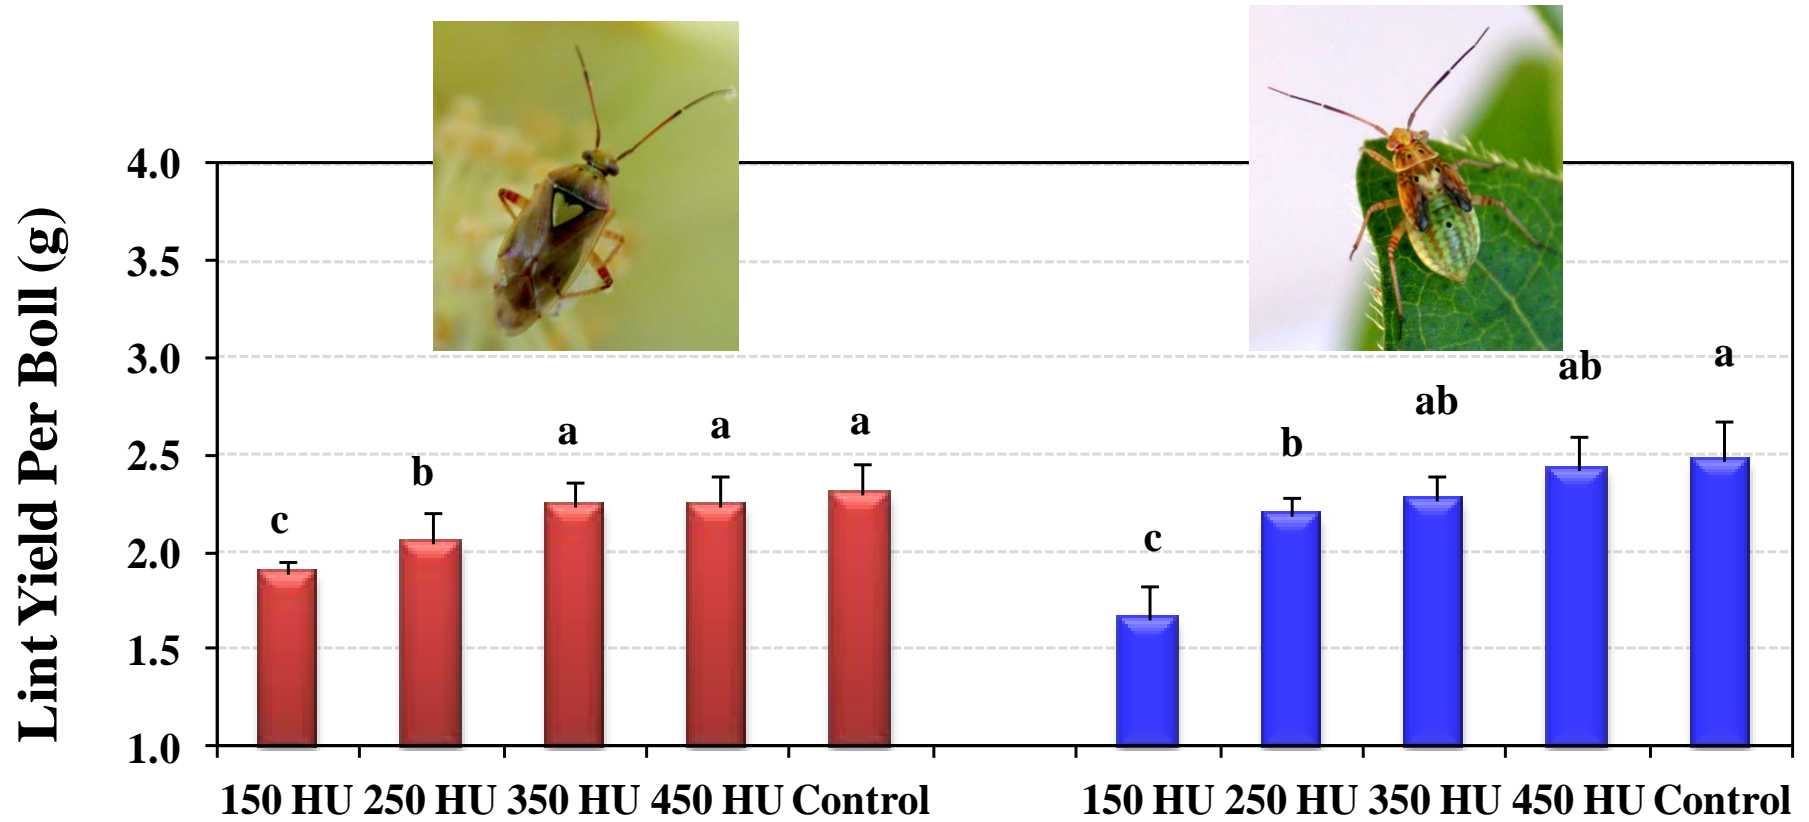 Lint Yield Per Boll (g)
4.0
3.5
3.0
2.5
2.0
1.5
1.0
c
b
a
a
a
c
b
ab
ab
a
150 HU 250 HU 350 HU 450 HU Control
150 HU 250 HU 350 HU 450 HU Control